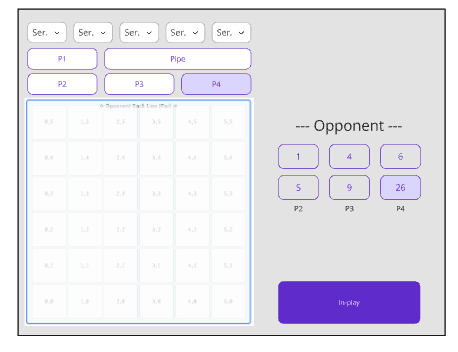 Ser. Ser. Ser. Ser. Ser.
P1 Pipe
P2 P3 P4
0,5 1,5 2,5 3,5 4,5 5,5
0,4 1,4 2,4 3,4 4,4 5,4
0,3 1,3 2,3 3,3 4,3 5,3
0,2 1,2 2,2 3,2 4,2 5,2
0,1 1,1 2,1 3,1 4,1 5,1
0,0 1,0 2,0 3,0 4,0 5,0
--- Opponent ---
1 4 6
5 9 26
P2 P3 P4
In-play